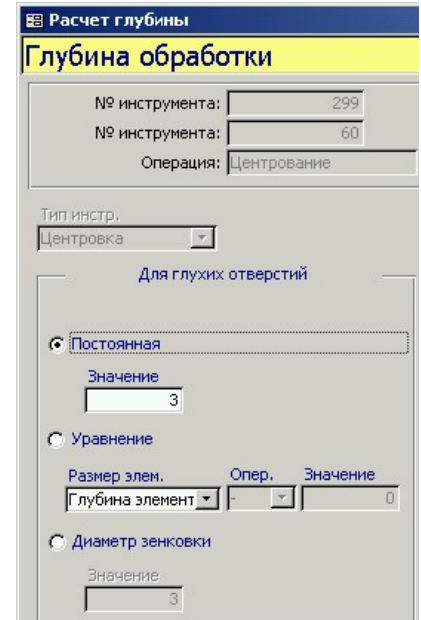 Расчет глубины
Глубина обработки
№ инструмента: 299
№ инструмента: 60
Операция: Центрование
Тип инстр.
Центровка
Для глухих отверстий
Постоянная
Значение
3
Уравнение
Размер элем. Опер. Значение
Глубина элемент - 0
Диаметр зенковки
Значение
3